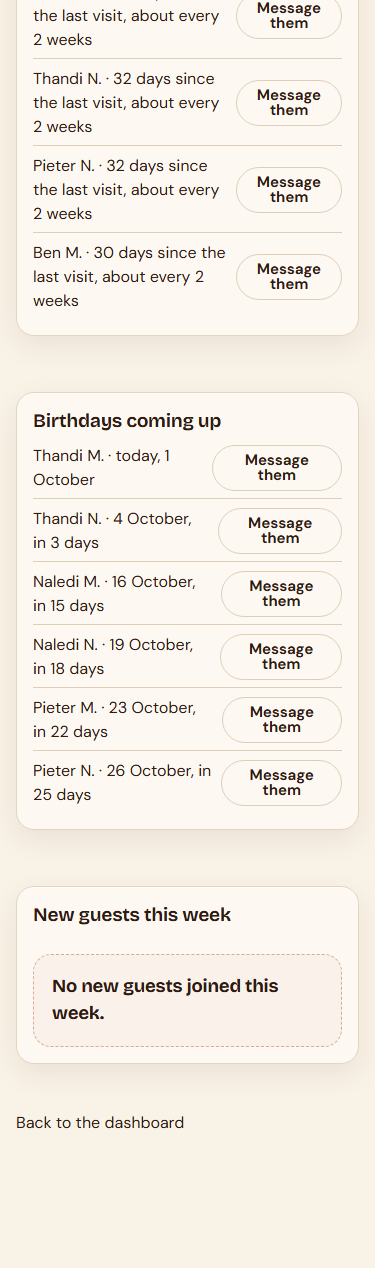 the last visit, about every
2 weeks
Message
them
Thandi N. · 32 days since
the last visit, about every
2 weeks
Message
them
Pieter N. · 32 days since
the last visit, about every
2 weeks
Message
them
Ben M. · 30 days since the
last visit, about every 2
weeks
Message
them
Birthdays coming up
Thandi M. · today, 1
October
Message
them
Thandi N. · 4 October,
in 3 days
Message
them
Naledi M. · 16 October,
in 15 days
Message
them
Naledi N. · 19 October,
in 18 days
Message
them
Pieter M. · 23 October,
in 22 days
Message
them
Pieter N. · 26 October, in
25 days
Message
them
New guests this week
No new guests joined this
week.
Back to the dashboard